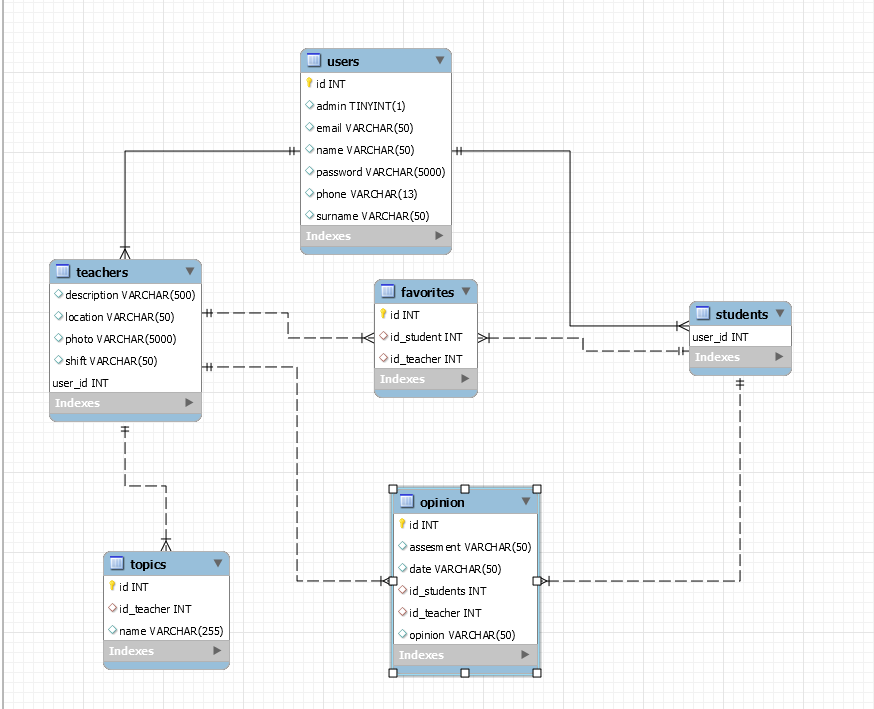 users
id INT
admin TINYINT(1)
email VARCHAR(50)
name VARCHAR(50)
password VARCHAR(5000)
phone VARCHAR(13)
surname VARCHAR(50)
Indexes
teachers
description VARCHAR(500)
location VARCHAR(50)
photo VARCHAR(5000)
shift VARCHAR(50)
user_id INT
Indexes
favorites
id INT
id_student INT
id_teacher INT
Indexes
students
user_id INT
Indexes
opinion
id INT
assesment VARCHAR(50)
date VARCHAR(50)
id_students INT
id_teacher INT
opinion VARCHAR(50)
Indexes
topics
id INT
id_teacher INT
name VARCHAR(255)
Indexes